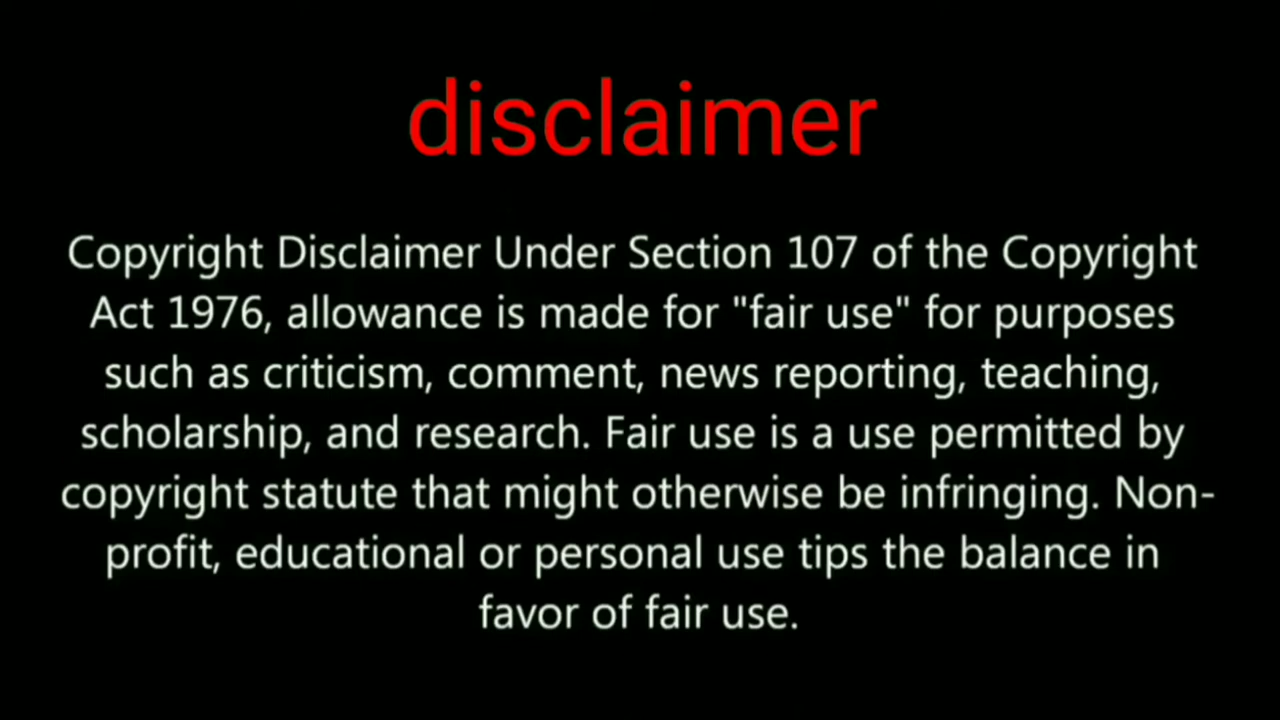 disclaimer
Copyright Disclaimer Under Section 107 of the Copyright
Act 1976, allowance is made for "fair use" for purposes
such as criticism, comment, news reporting, teaching,
scholarship, and research. Fair use is a use permitted by
copyright statute that might otherwise be infringing. Non-
profit, educational or personal use tips the balance in
favor of fair use.